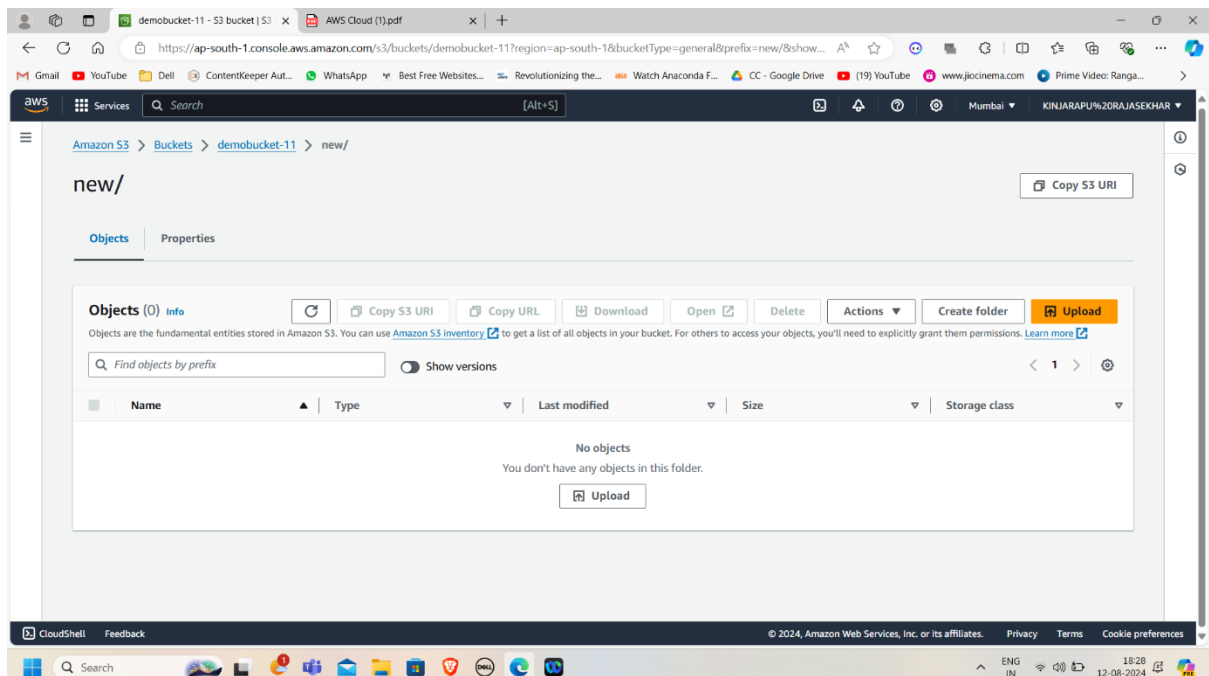 demobucket-11 - S3 bucket | S3
AWS Cloud (1).pdf
https://ap-south-1.console.aws.amazon.com/s3/buckets/demobucket-11?region=ap-south-1&bucketType=general&prefix=new/&show...
Gmail YouTube Dell ContentKeeper Aut... WhatsApp Best Free Websites... Revolutionizing the... Watch Anaconda F... CC - Google Drive (19) YouTube www.jiocinema.com Prime Video: Ranga...
aws Services Search [Alt+S] Mumbai KINJARAPU%20RAJASEKHAR
Amazon S3 > Buckets > demobucket-11 > new/
new/
Copy S3 URI
Objects Properties
Objects (0) Info Copy S3 URI Copy URL Download Open Delete Actions Create folder Upload
Objects are the fundamental entities stored in Amazon S3. You can use Amazon S3 inventory to get a list of all objects in your bucket. For others to access your objects, you'll need to explicitly grant them permissions. Learn more
Find objects by prefix Show versions < 1 >
Name Type Last modified Size Storage class
No objects
You don't have any objects in this folder.
Upload
CloudShell Feedback © 2024, Amazon Web Services, Inc. or its affiliates. Privacy Terms Cookie preferences
Search ENG 18:28
IN 12-08-2024